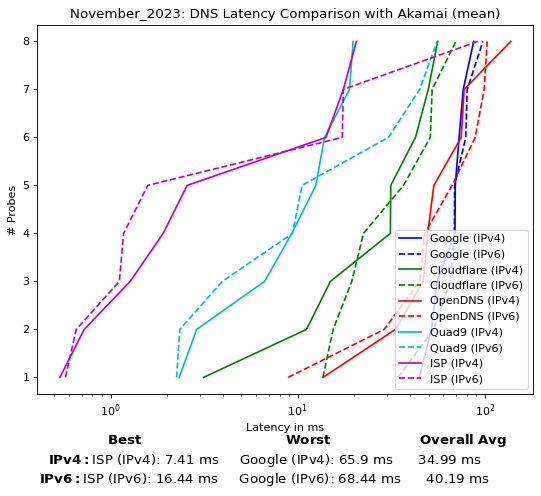 November_2023: DNS Latency Comparison with Akamai (mean)
8
7
6
5
4
3
2
1
# Probes
Google (IPv4)
Google (IPv6)
Cloudflare (IPv4)
Cloudflare (IPv6)
OpenDNS (IPv4)
OpenDNS (IPv6)
Quad9 (IPv4)
Quad9 (IPv6)
ISP (IPv4)
ISP (IPv6)
10⁰ 10¹ 10²
Latency in ms
Best Worst Overall Avg
IPv4: ISP (IPv4): 7.41 ms Google (IPv4): 65.9 ms 34.99 ms
IPv6: ISP (IPv6): 16.44 ms Google (IPv6): 68.44 ms 40.19 ms